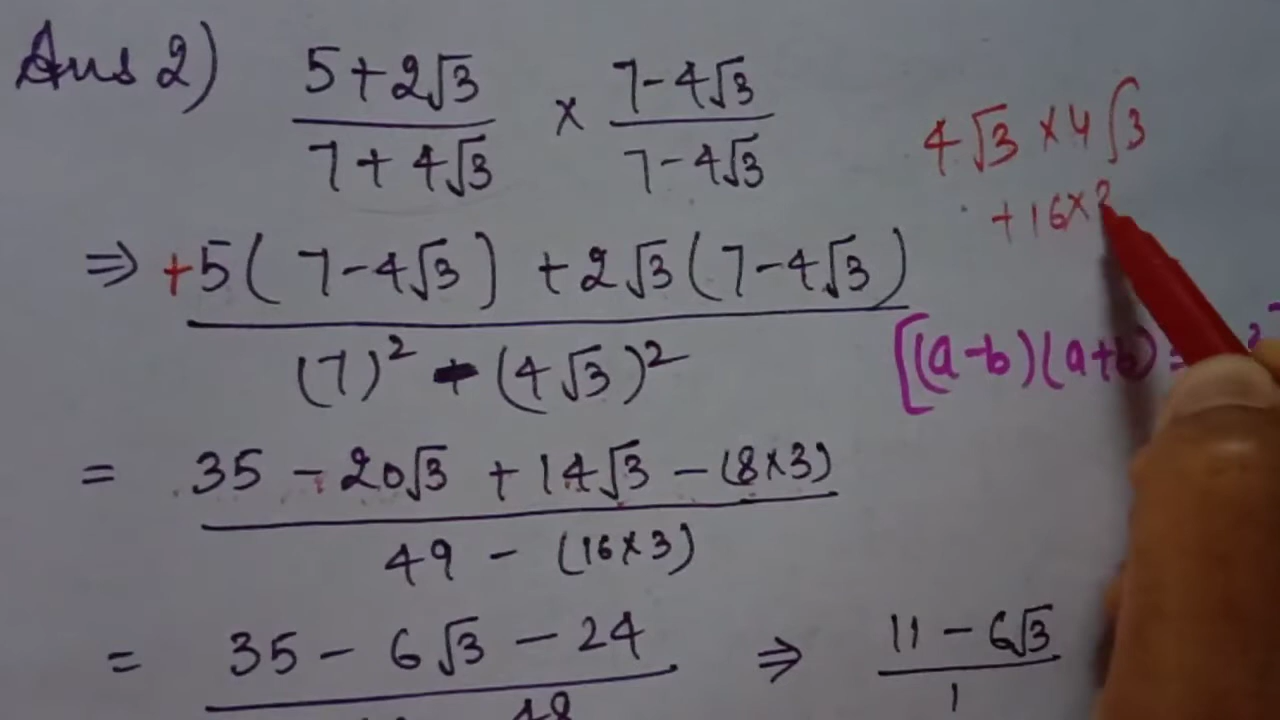 Ans 2) 5+2√3 / 7+4√3 × 7-4√3 / 7-4√3
4√3 ×4√3
+16×
⇒ +5(7-4√3) +2√3(7-4√3)
(7)² - (4√3)²
[(a-b)(a+b)=
= 35 - 20√3 + 14√3 - (8×3)
49 - (16×3)
= 35 - 6√3 - 24 ⇒ 11 - 6√3
48 1